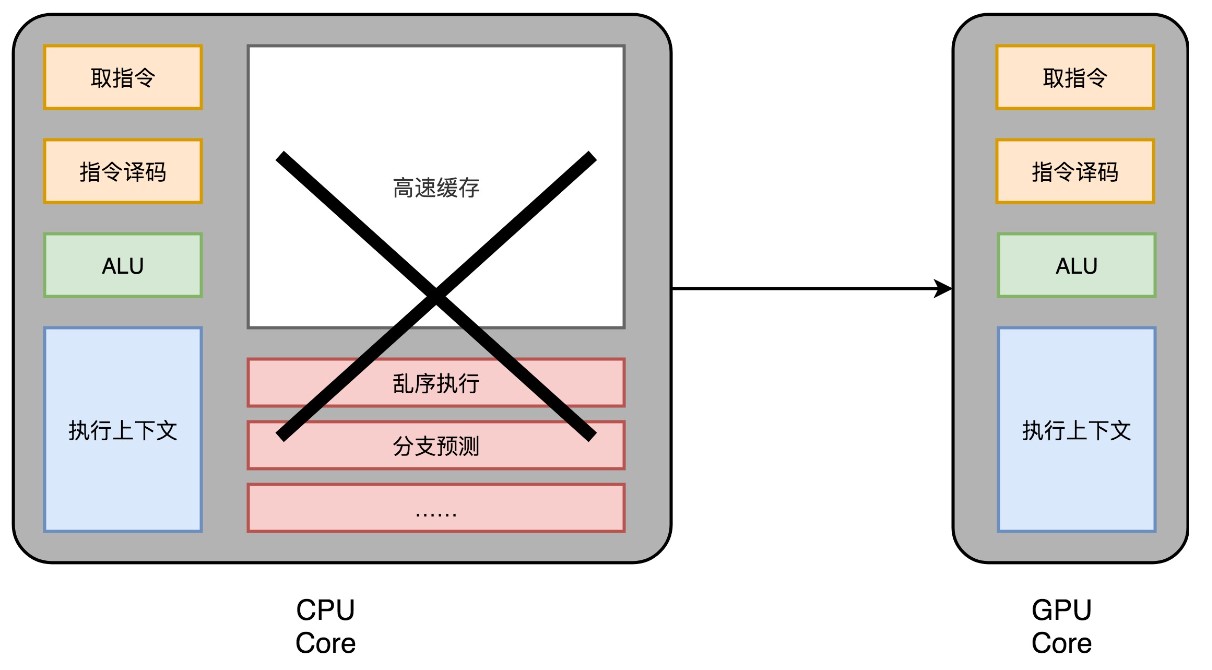 取指令
指令译码
ALU
执行上下文
高速缓存
乱序执行
分支预测
……
CPU
Core
取指令
指令译码
ALU
执行上下文
GPU
Core